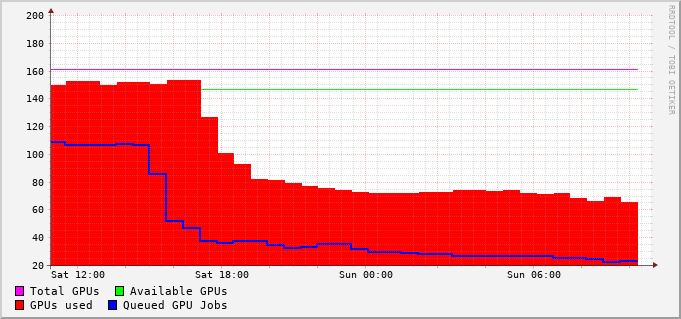 RRDTOOL / TOBI OETIKER
200
180
160
140
120
100
80
60
40
20
Sat 12:00 Sat 18:00 Sun 00:00 Sun 06:00
Total GPUs Available GPUs
GPUs used Queued GPU Jobs